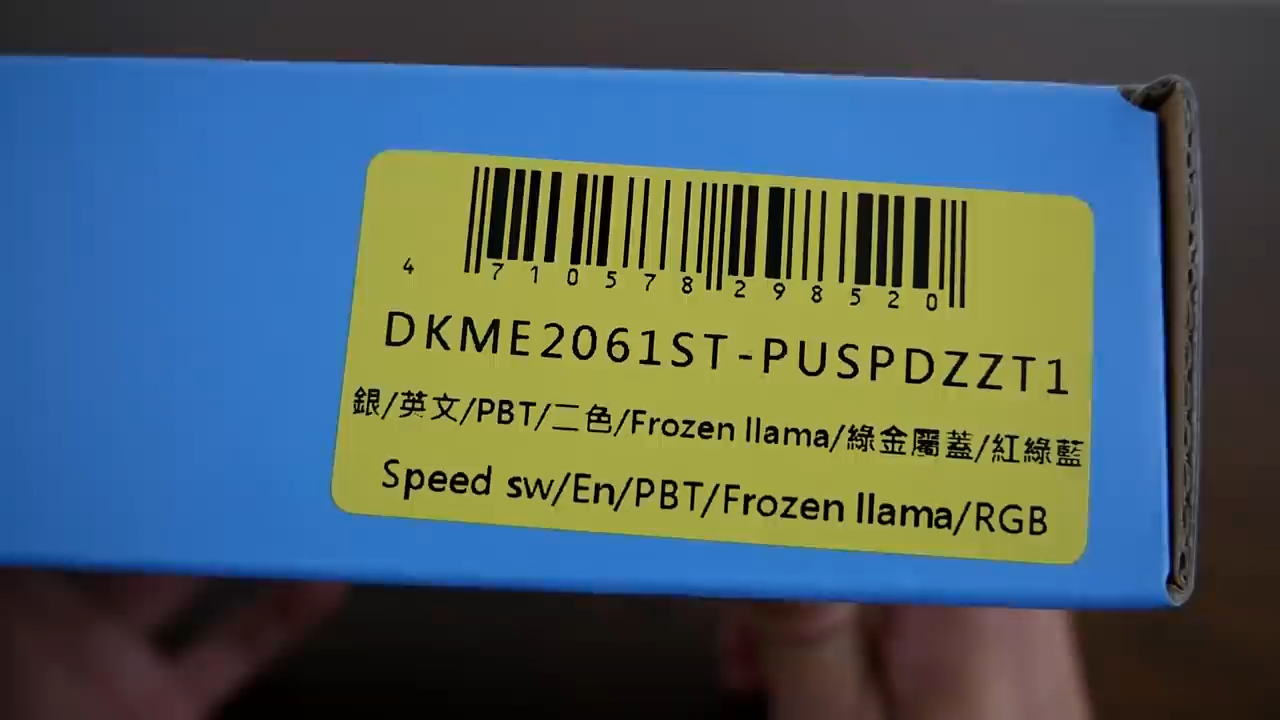 4 710578 298520
DKME2061ST-PUSPDZZT1
銀/英文/PBT/二色/Frozen llama/綠金屬蓋/紅綠藍
Speed sw/En/PBT/Frozen llama/RGB